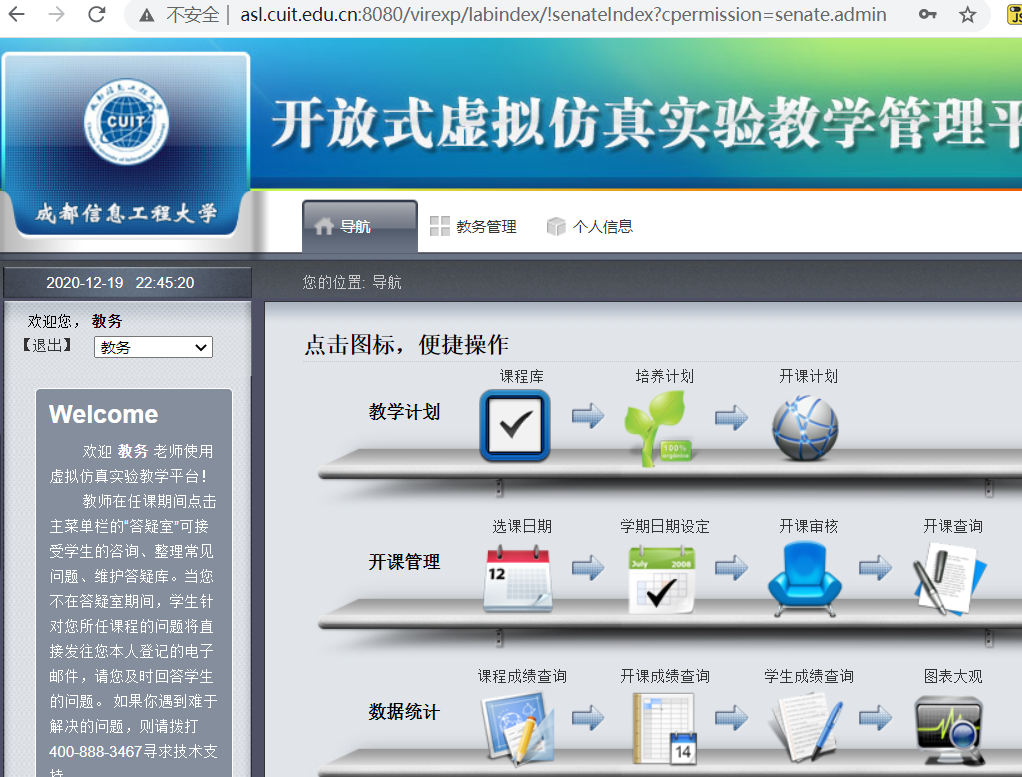 不安全 | asl.cuit.edu.cn:8080/virexp/labindex/!senateIndex?cpermission=senate.admin
CUIT
开放式虚拟仿真实验教学管理平
成都信息工程大学
导航 教务管理 个人信息
2020-12-19 22:45:20
您的位置: 导航
欢迎您， 教务
【退出】 教务
Welcome
欢迎 教务 老师使用
虚拟仿真实验教学平台！
教师在任课期间点击
主菜单栏的“答疑室”可接
受学生的咨询、整理常见
问题、维护答疑库。当您
不在答疑室期间，学生针
对您所任课程的问题将直
接发往您本人登记的电子
邮件，请您及时回答学生
的问题。 如果你遇到难于
解决的问题，则请拨打
400-888-3467寻求技术支
持
点击图标，便捷操作
课程库 培养计划 开课计划
教学计划
100%
选课日期 学期日期设定 开课审核 开课查询
开课管理
12
July 2008
课程成绩查询 开课成绩查询 学生成绩查询 图表大观
数据统计
14